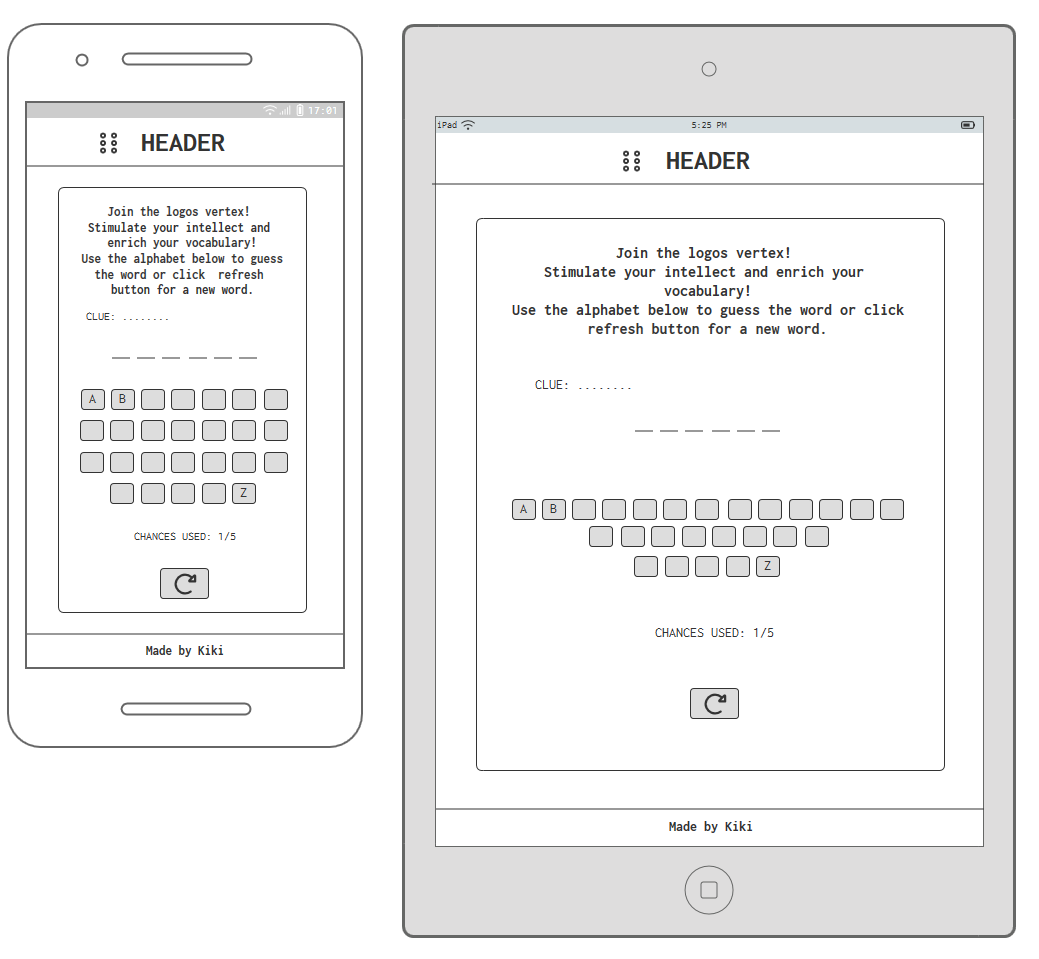 17:01
HEADER
Join the logos vertex!
Stimulate your intellect and
enrich your vocabulary!
Use the alphabet below to guess
the word or click refresh
button for a new word.
CLUE: ........
A B
Z
CHANCES USED: 1/5
Made by Kiki
iPad 5:25 PM
HEADER
Join the logos vertex!
Stimulate your intellect and enrich your
vocabulary!
Use the alphabet below to guess the word or click
refresh button for a new word.
CLUE: ........
A B
Z
CHANCES USED: 1/5
Made by Kiki